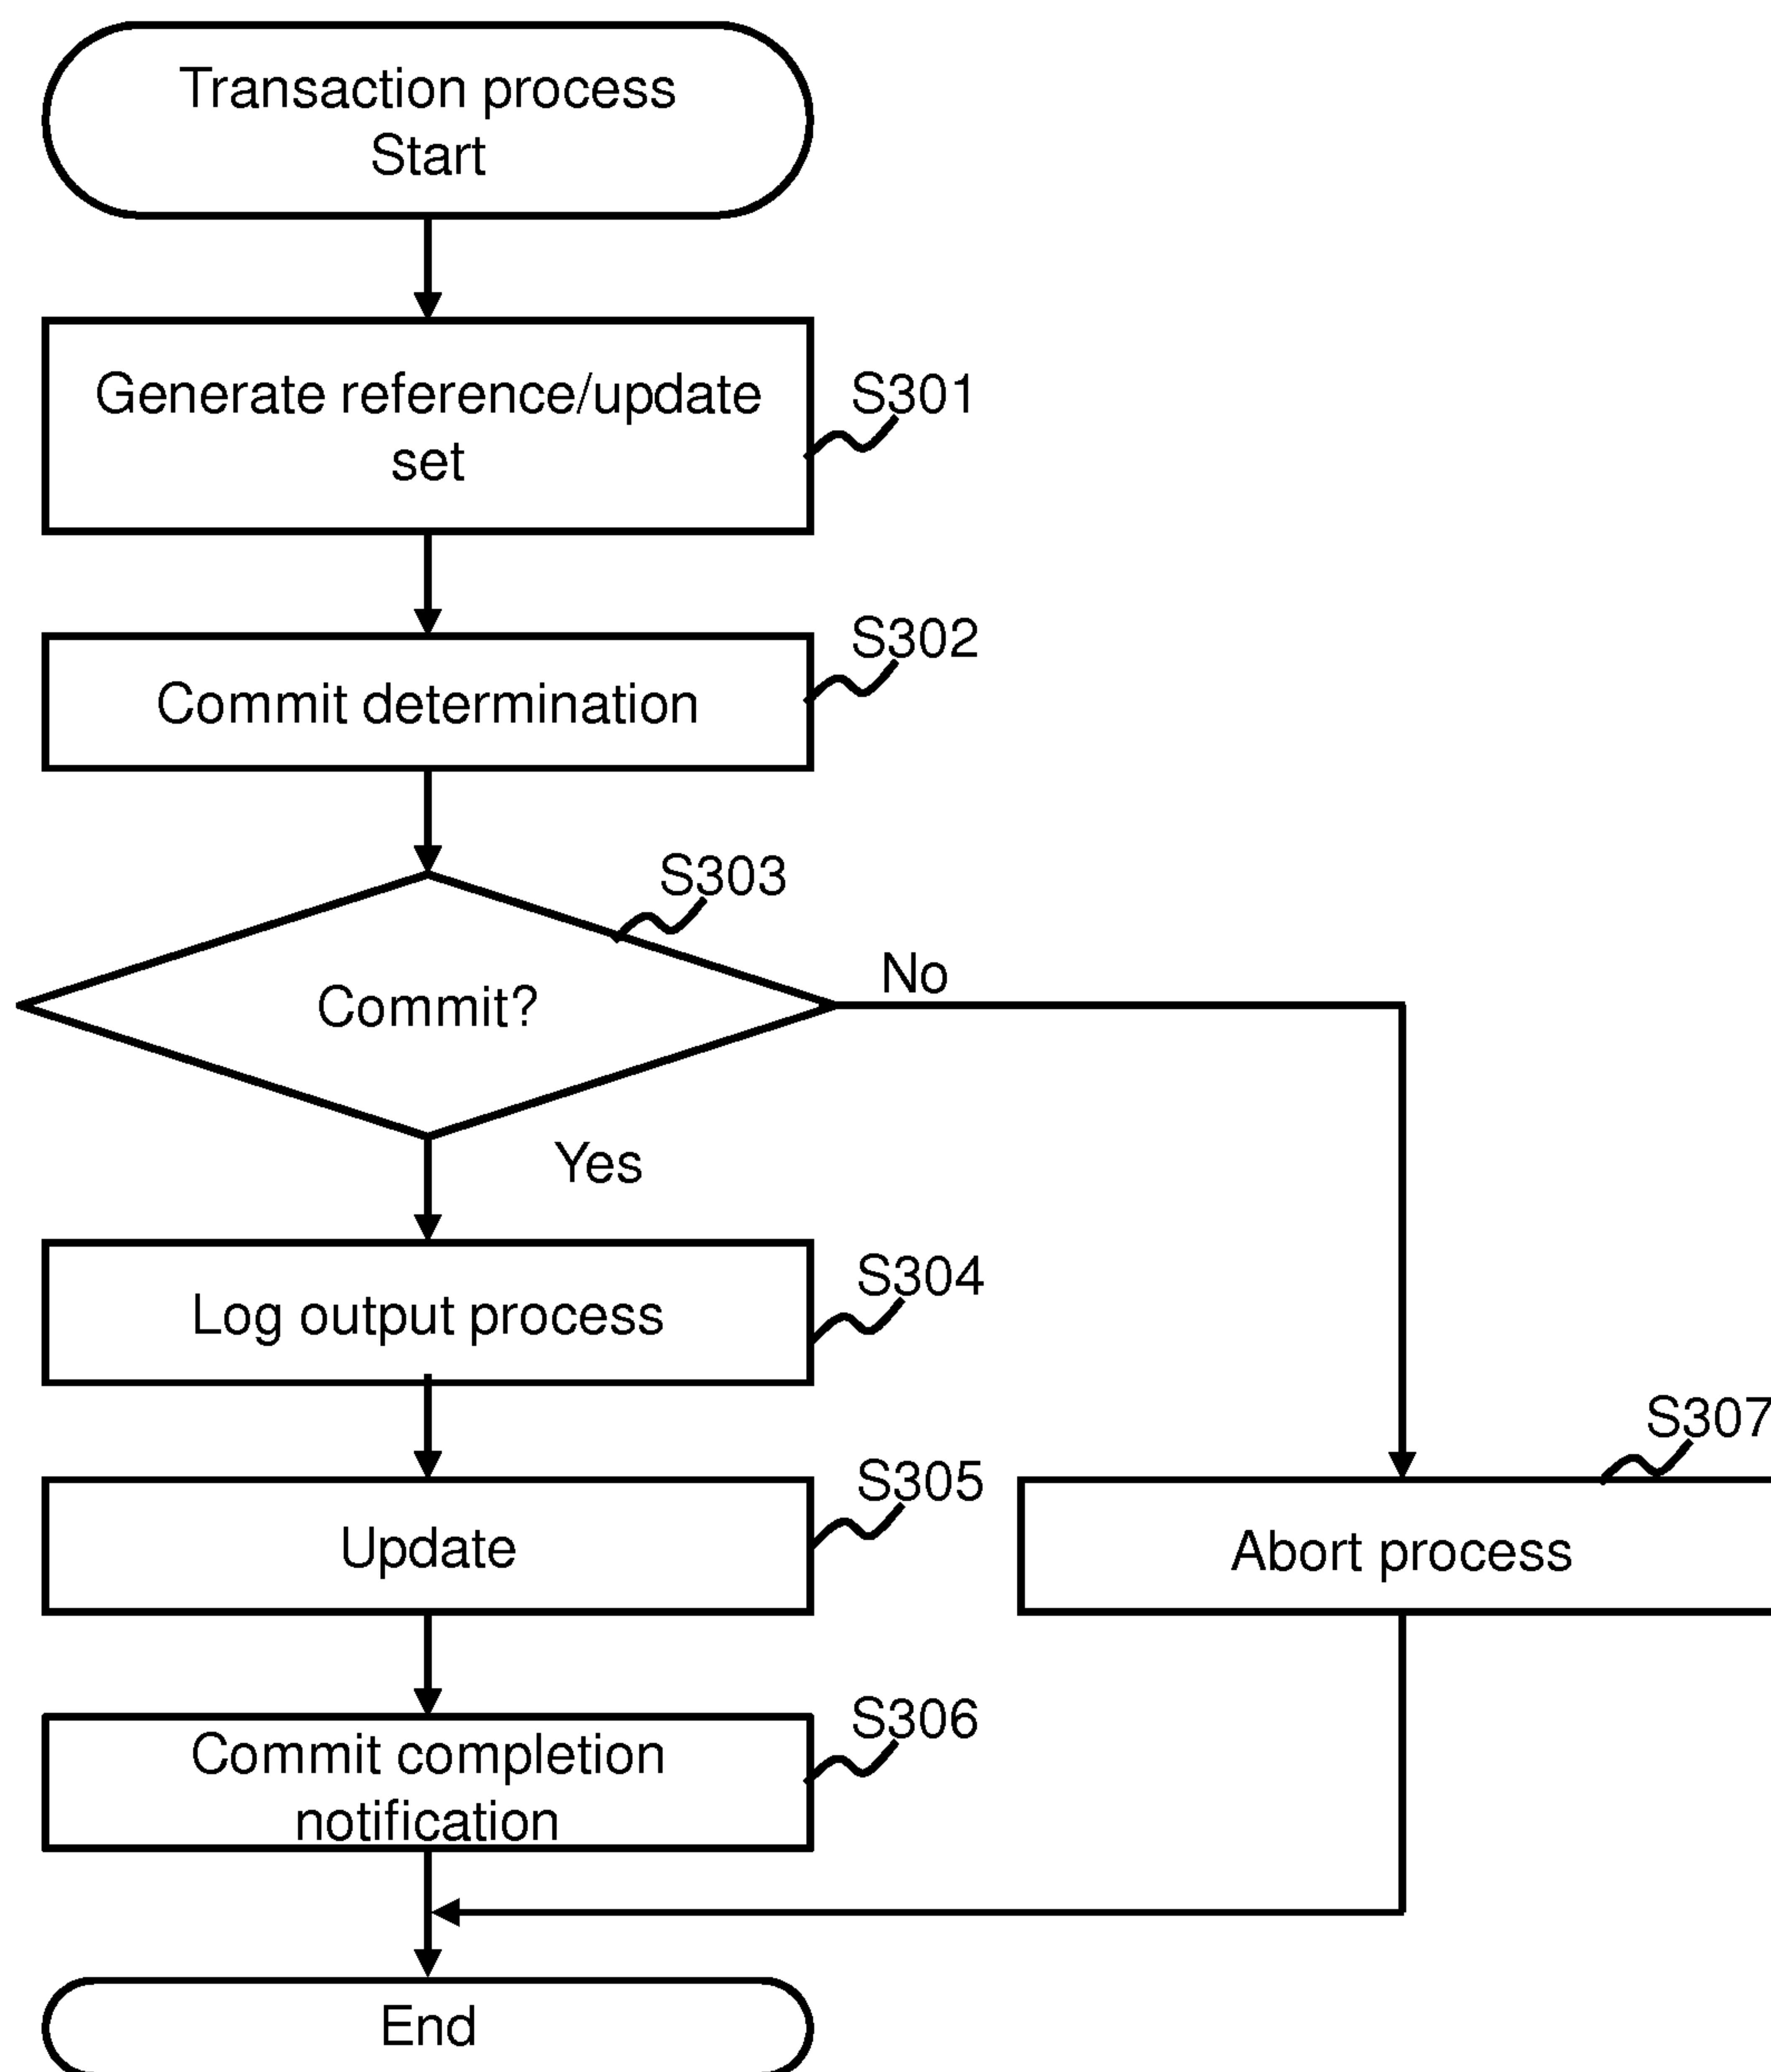 Transaction process
Start
Generate reference/update
set
S301
Commit determination
S302
S303
Commit?
No
Yes
Log output process
S304
Update
S305
S307
Abort process
Commit completion
notification
S306
End